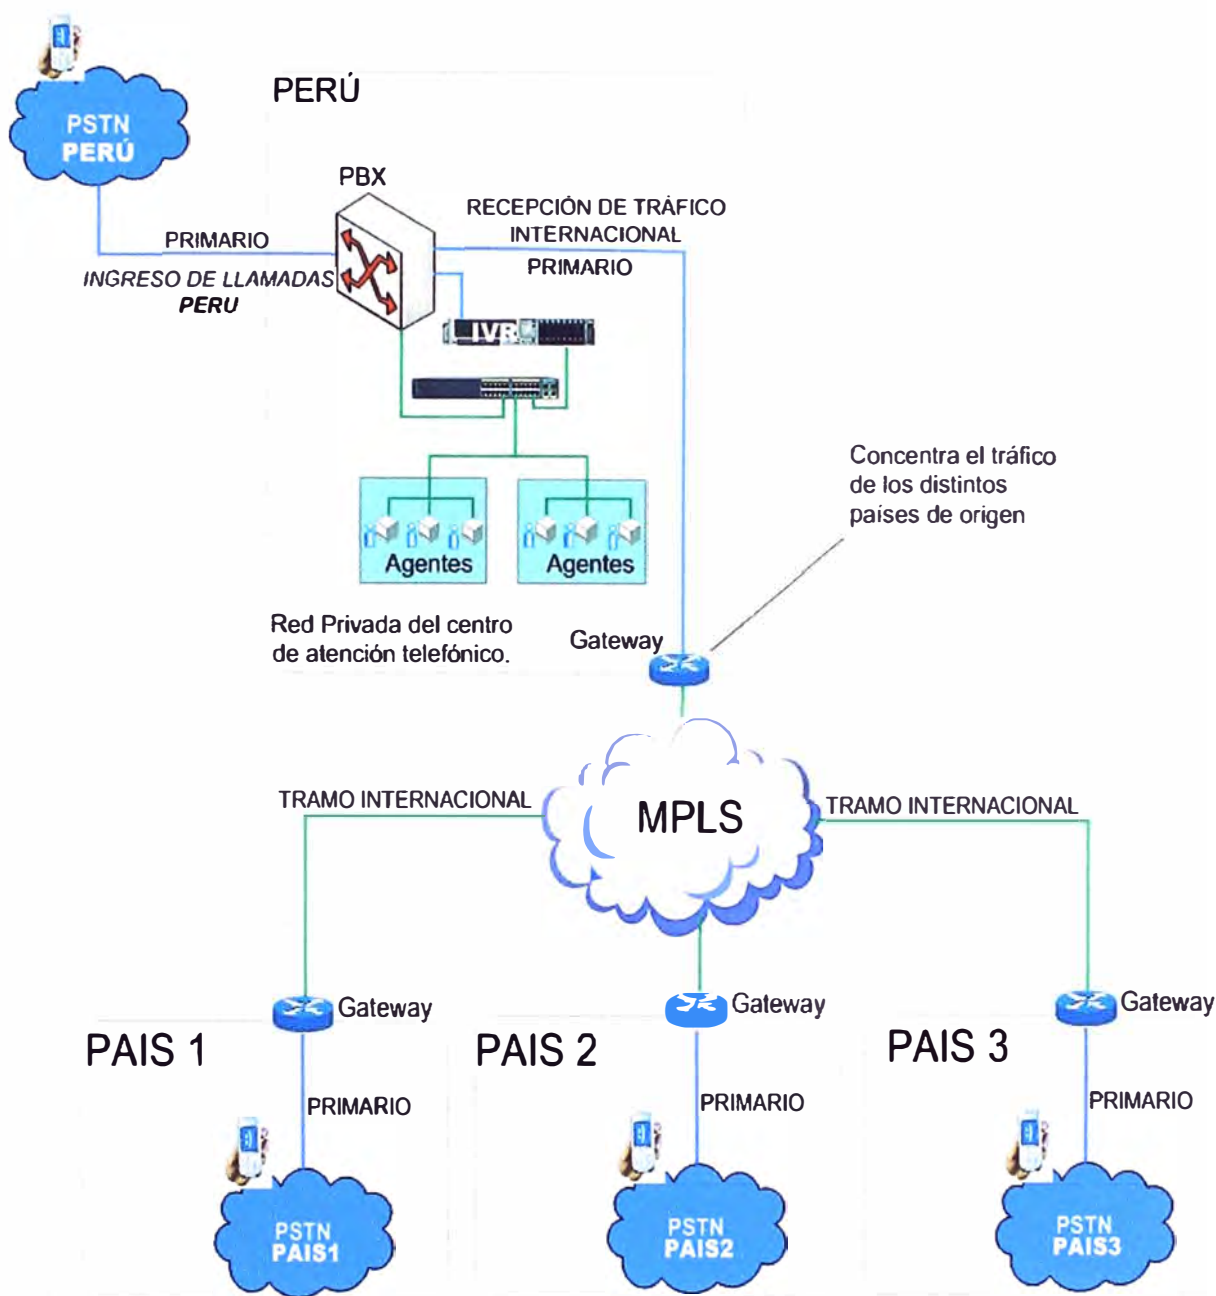 PSTN
PERÚ
PERÚ
PBX
PRIMARIO
INGRESO DE LLAMADAS
PERU
RECEPCIÓN DE TRÁFICO
INTERNACIONAL
PRIMARIO
IVR
Agentes
Agentes
Red Privada del centro
de atención telefónico.
Concentra el tráfico
de los distintos
países de origen
Gateway
MPLS
TRAMO INTERNACIONAL
TRAMO INTERNACIONAL
Gateway
Gateway
Gateway
PAIS 1
PAIS 2
PAIS 3
PRIMARIO
PRIMARIO
PRIMARIO
PSTN
PAIS1
PSTN
PAIS2
PSTN
PAIS3